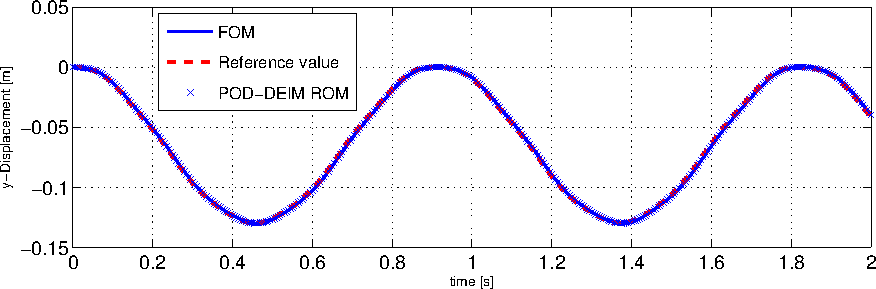 0.05
0
−0.05
−0.1
−0.15
y−Displacement [m]
FOM
Reference value
POD−DEIM ROM
0 0.2 0.4 0.6 0.8 1 1.2 1.4 1.6 1.8 2
time [s]